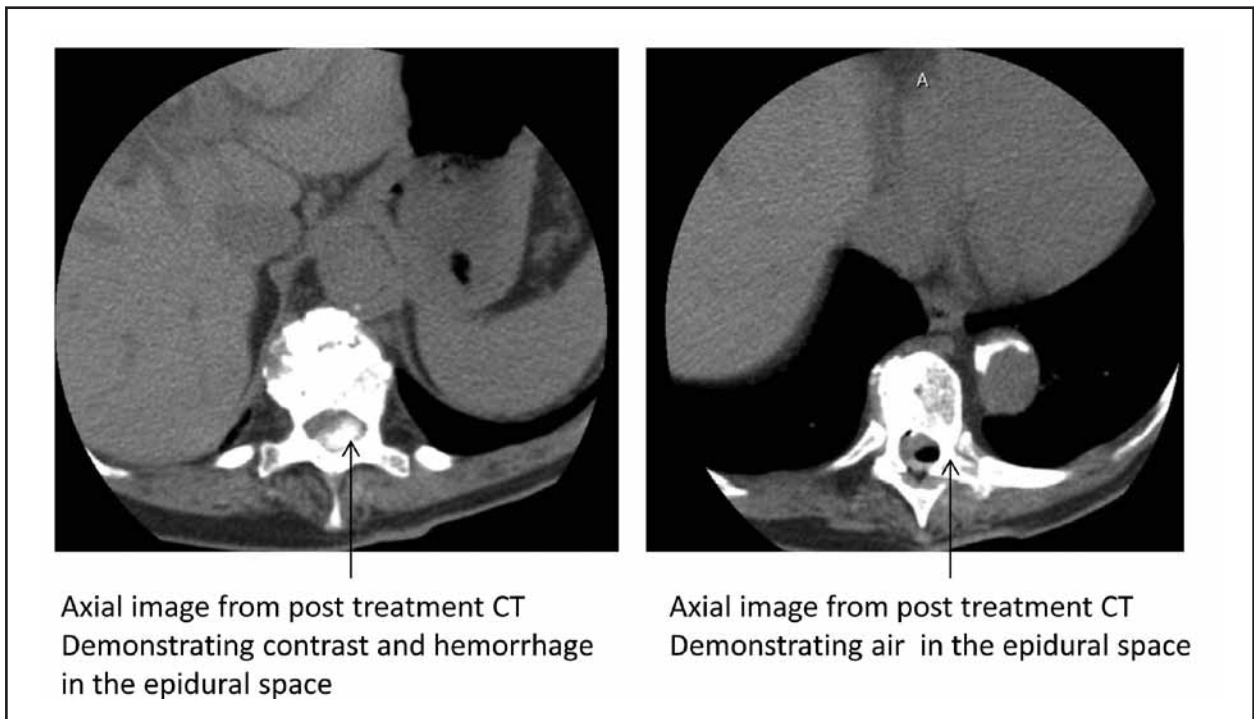 A
Axial image from post treatment CT
Demonstrating contrast and hemorrhage
in the epidural space
Axial image from post treatment CT
Demonstrating air in the epidural space